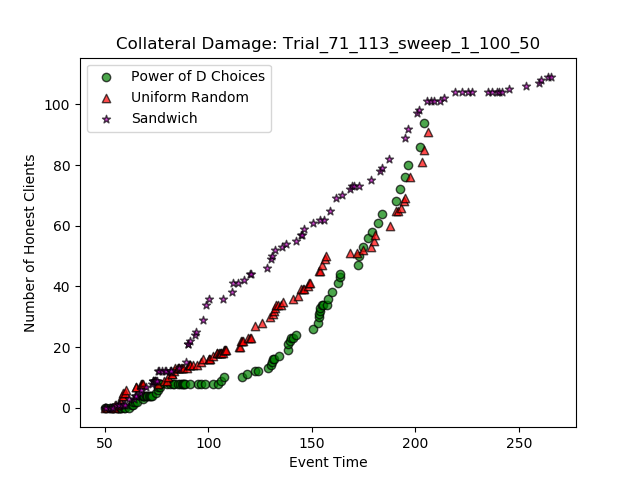 Collateral Damage: Trial_71_113_sweep_1_100_50
Power of D Choices
Uniform Random
Sandwich
Number of Honest Clients
100
80
60
40
20
0
50
100
150
200
250
Event Time